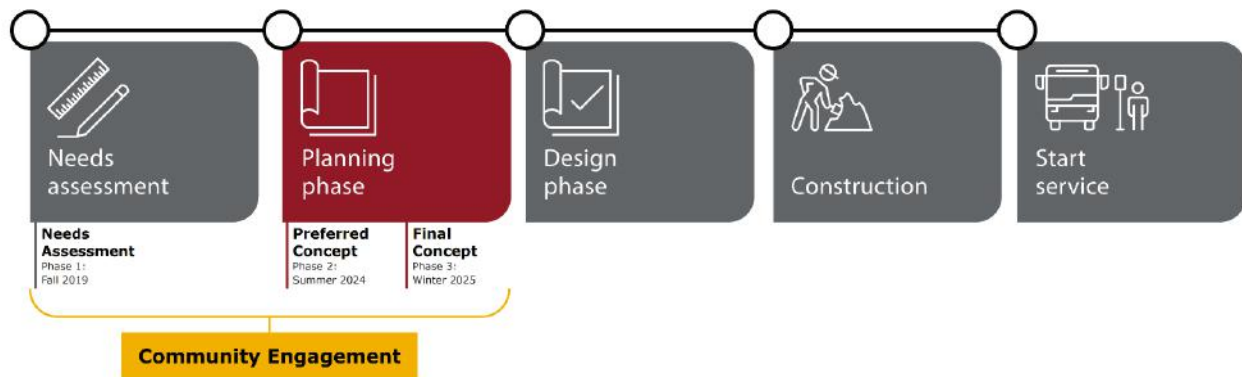 Needs
assessment
Planning
phase
Design
phase
Construction
Start
service
Needs
Assessment
Phase 1:
Fall 2019
Preferred
Concept
Phase 2:
Summer 2024
Final
Concept
Phase 3:
Winter 2025
Community Engagement